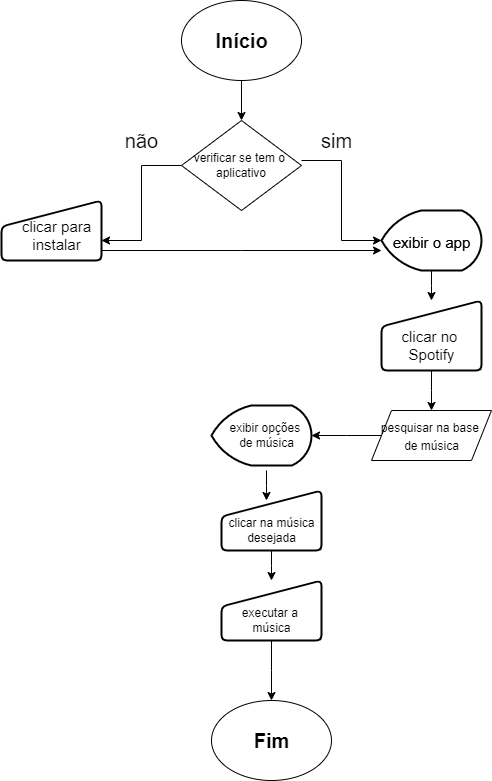 Início
não
sim
verificar se tem o
aplicativo
clicar para
instalar
exibir o app
clicar no
Spotify
pesquisar na base
de música
exibir opções
de música
clicar na música
desejada
executar a
música
Fim